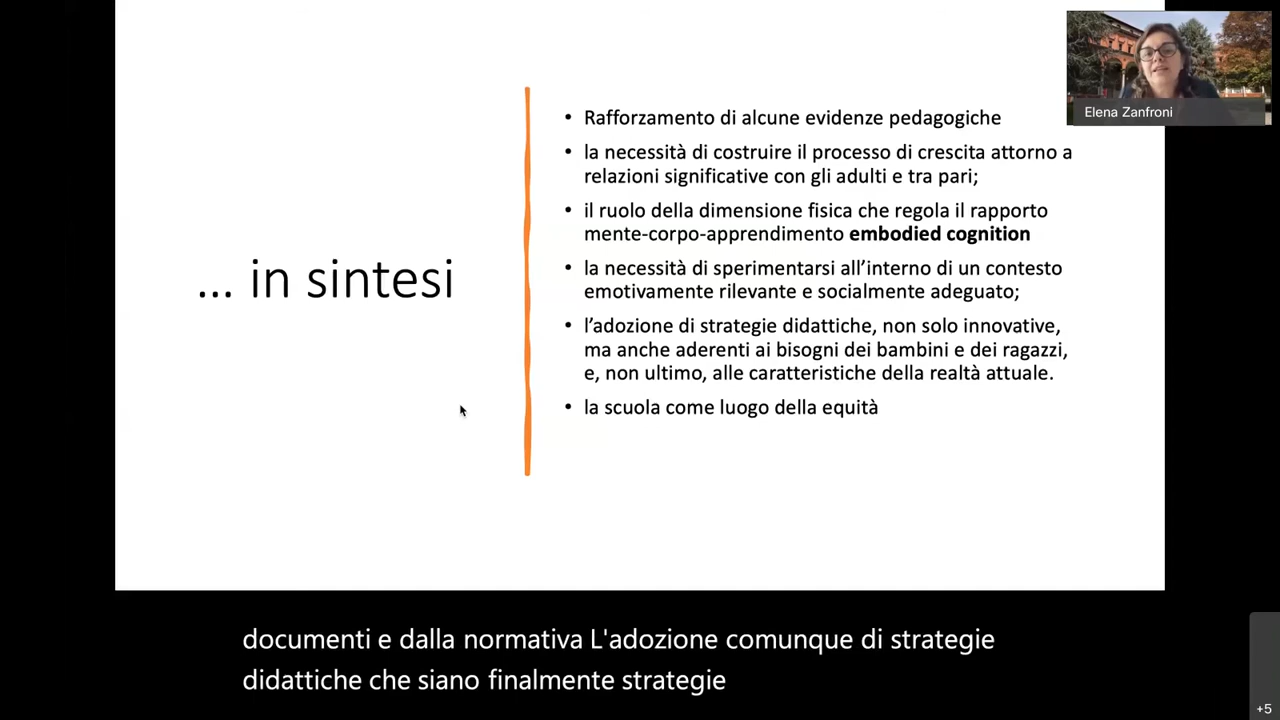 Elena Zanfroni
... in sintesi
• Rafforzamento di alcune evidenze pedagogiche
• la necessità di costruire il processo di crescita attorno a
relazioni significative con gli adulti e tra pari;
• il ruolo della dimensione fisica che regola il rapporto
mente-corpo-apprendimento embodied cognition
• la necessità di sperimentarsi all’interno di un contesto
emotivamente rilevante e socialmente adeguato;
• l’adozione di strategie didattiche, non solo innovative,
ma anche aderenti ai bisogni dei bambini e dei ragazzi,
e, non ultimo, alle caratteristiche della realtà attuale.
• la scuola come luogo della equità
documenti e dalla normativa L'adozione comunque di strategie
didattiche che siano finalmente strategie
+5